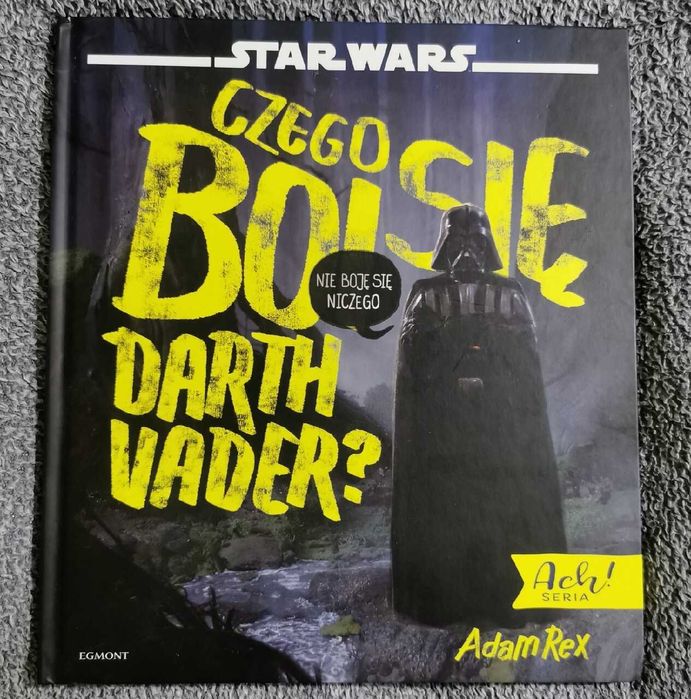 STAR WARS
CZEGO
BOI SIĘ
NIE BOJĘ SIĘ
NICZEGO
DARTH
VADER?
Ach!
SERIA
Adam Rex
EGMONT